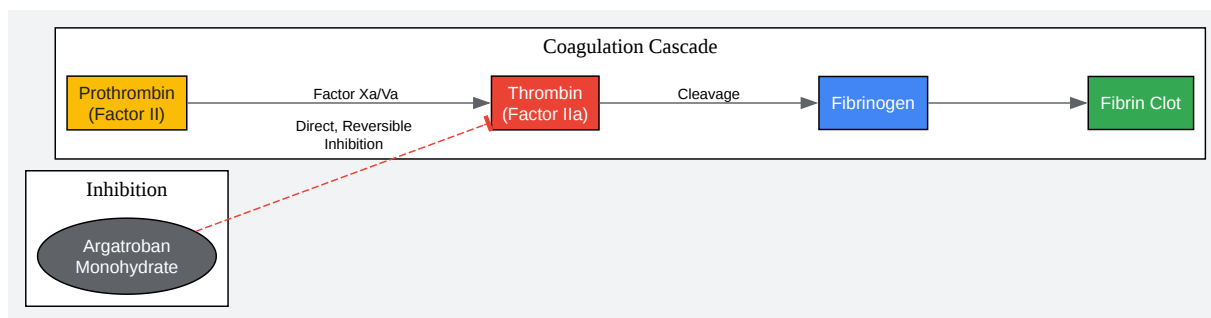 Coagulation Cascade
Prothrombin
(Factor II)
Factor Xa/Va
Thrombin
(Factor IIa)
Cleavage
Fibrinogen
Fibrin Clot
Direct, Reversible
Inhibition
Inhibition
Argatroban
Monohydrate